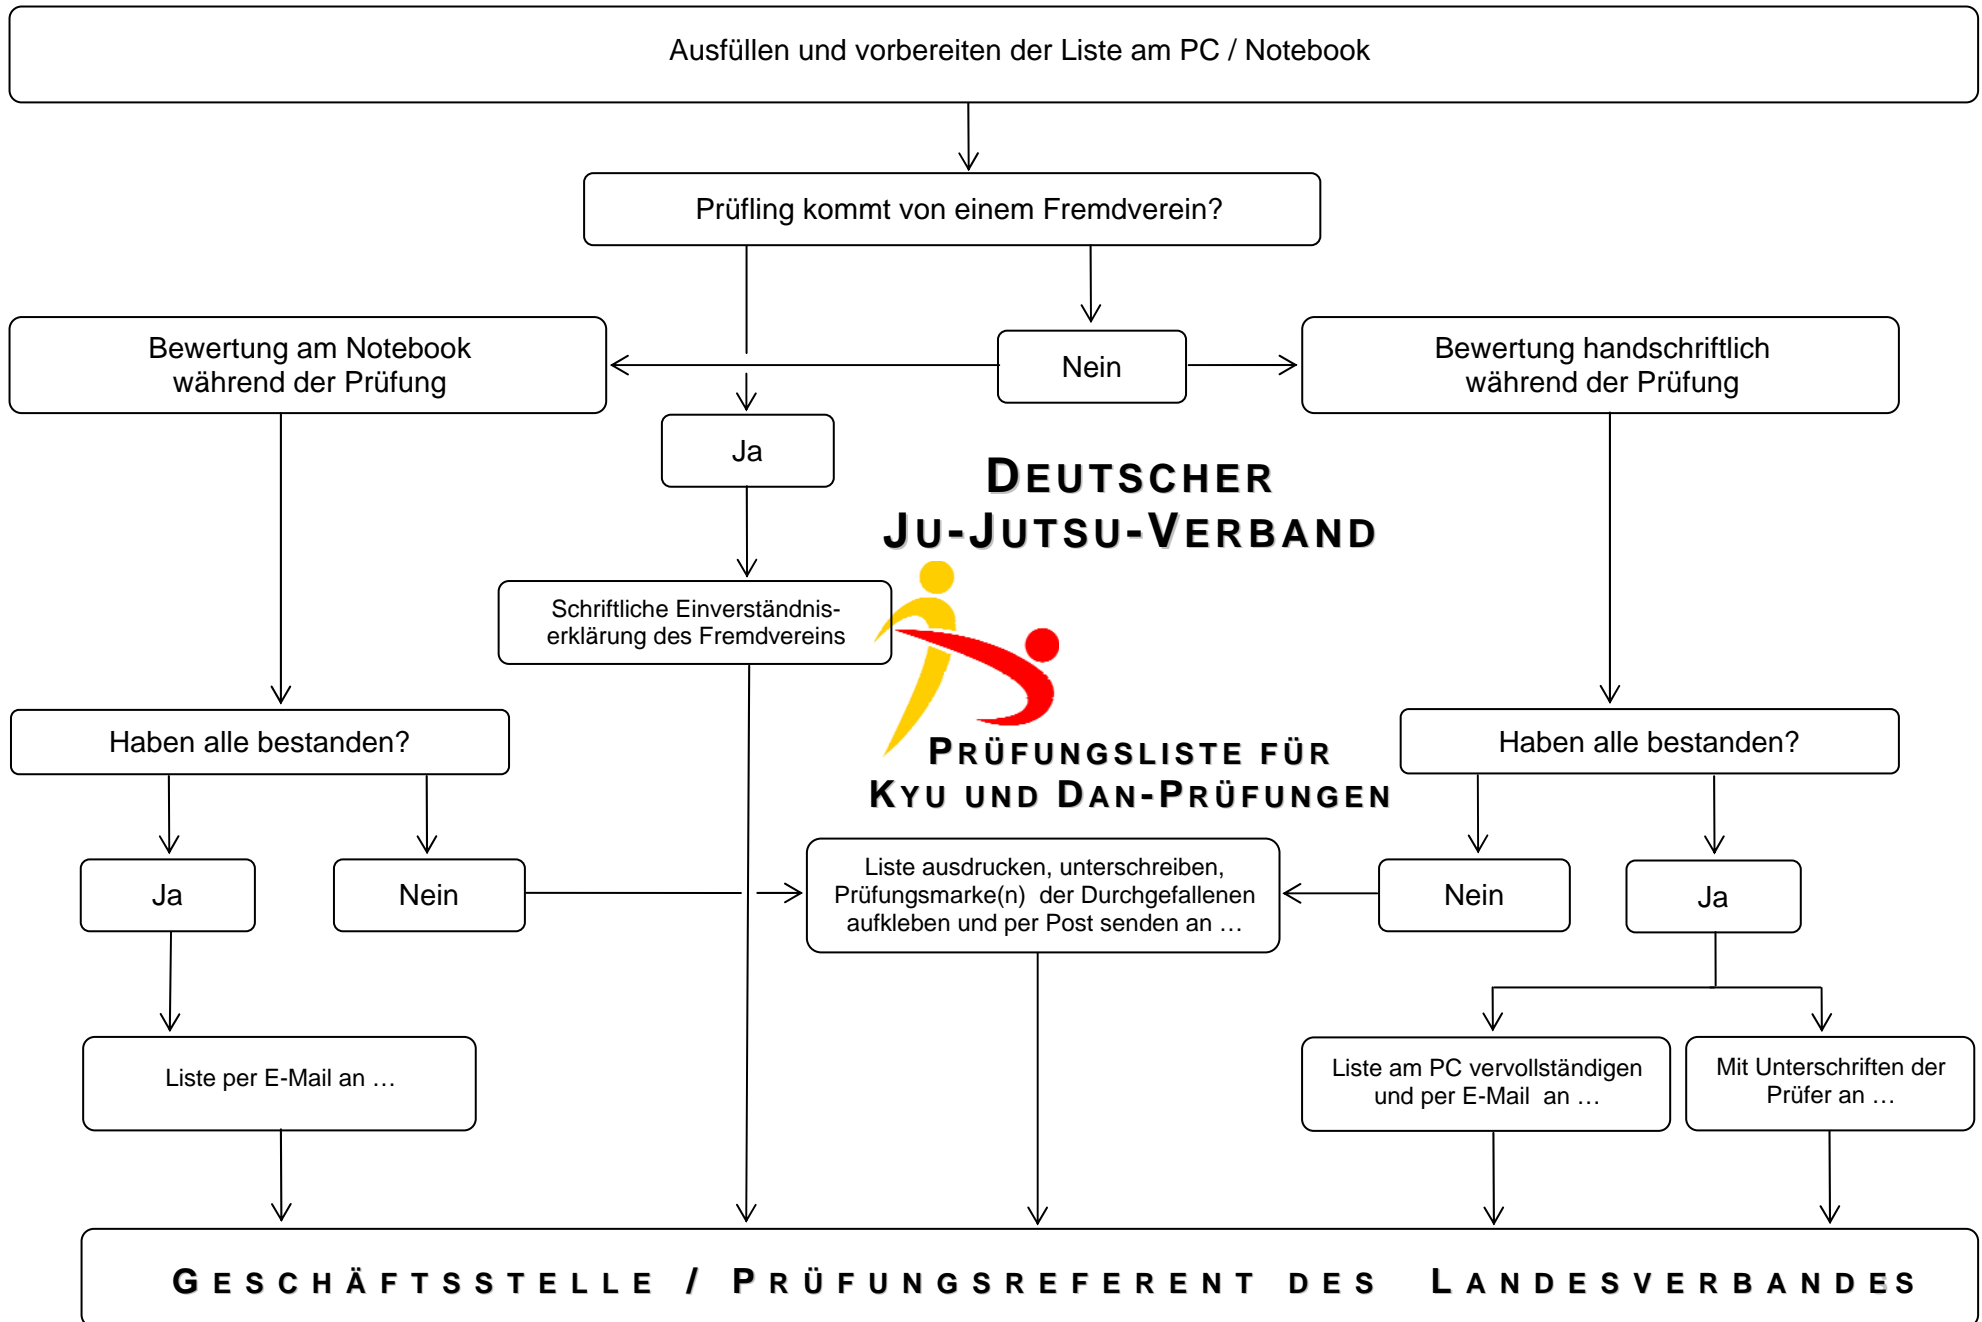 Ausfüllen und vorbereiten der Liste am PC / Notebook
Prüfling kommt von einem Fremdverein?
Bewertung am Notebook
während der Prüfung
Nein
Bewertung handschriftlich
während der Prüfung
Ja
DEUTSCHER
JU-JUTSU-VERBAND
Schriftliche Einverständnis-
erklärung des Fremdvereins
Haben alle bestanden?
PRÜFUNGSLISTE FÜR
KYU UND DAN-PRÜFUNGEN
Haben alle bestanden?
Ja
Nein
Liste ausdrucken, unterschreiben,
Prüfungsmarke(n) der Durchgefallenen
aufkleben und per Post senden an …
Nein
Ja
Liste per E-Mail an …
Liste am PC vervollständigen
und per E-Mail an …
Mit Unterschriften der
Prüfer an …
GESCHÄFTSSTELLE / PRÜFUNGSREFERENT DES LANDESVERBANDES